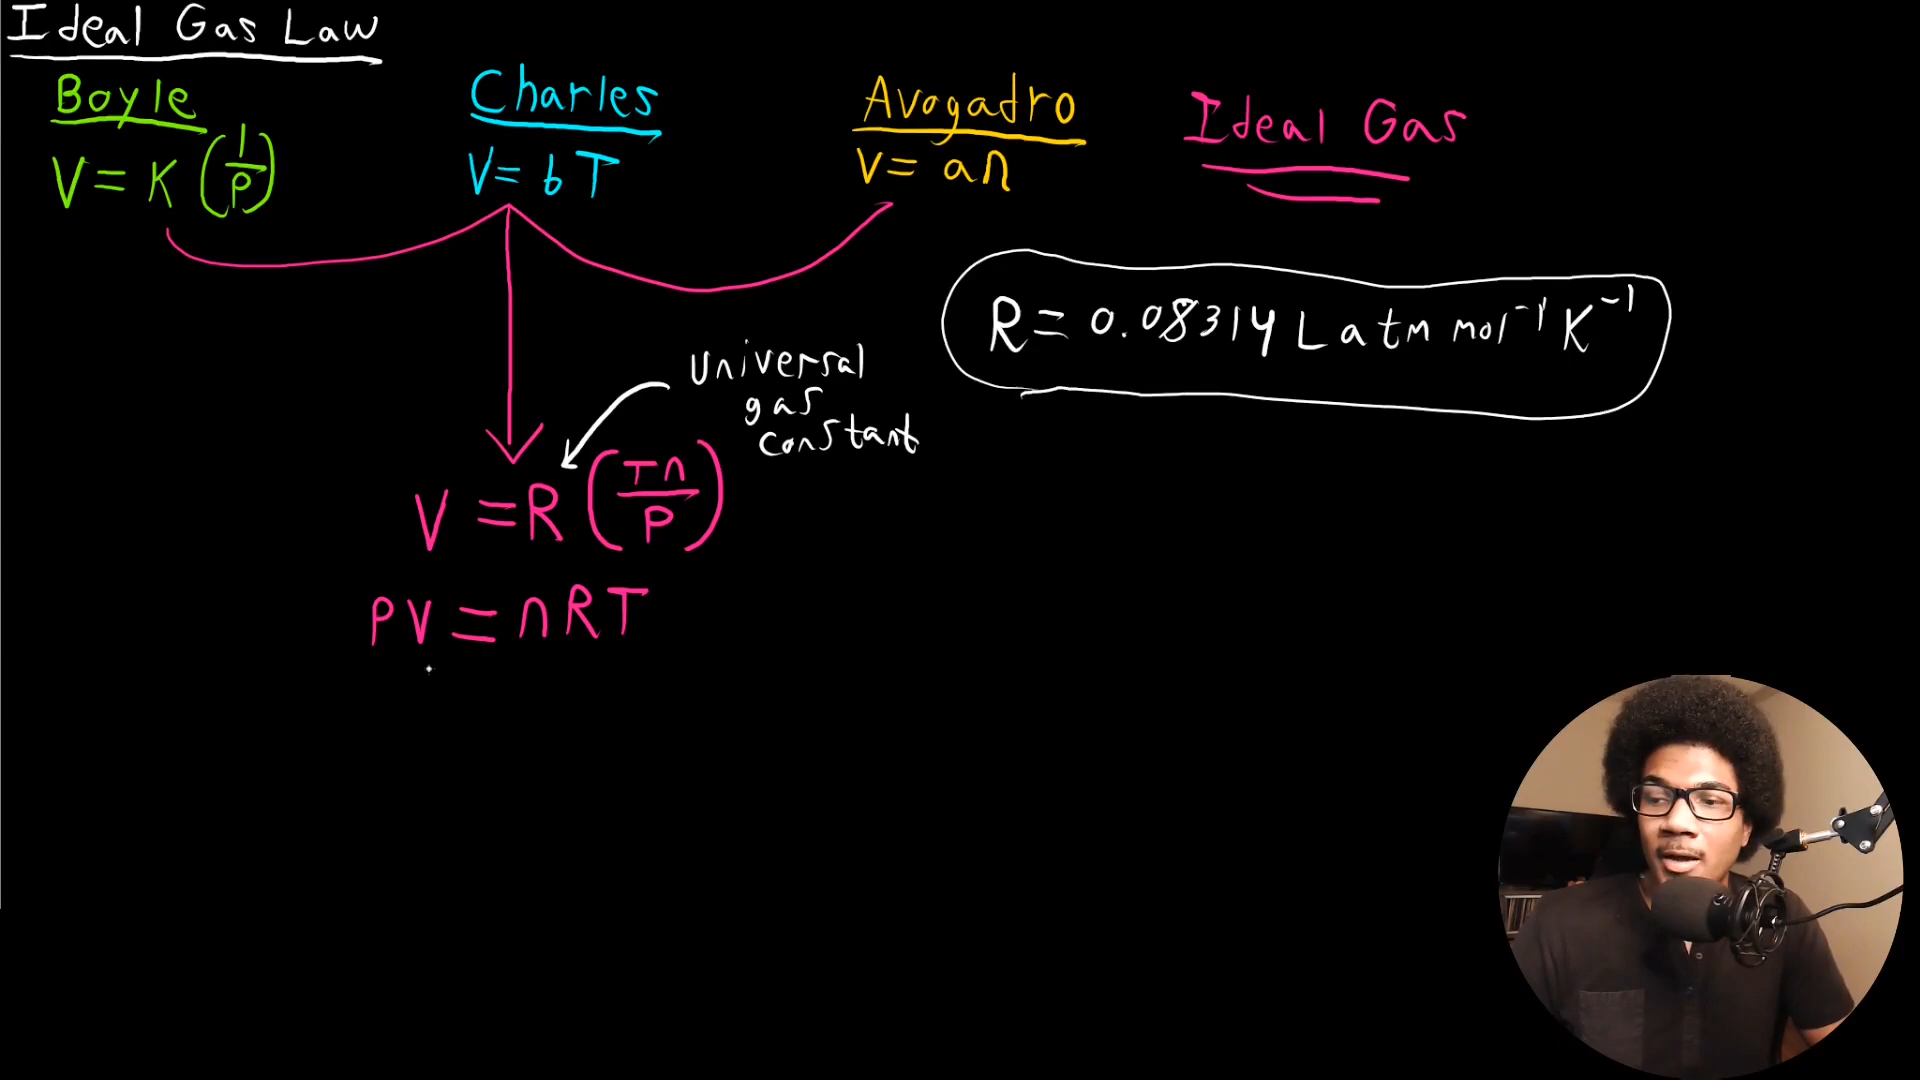 Ideal Gas Law
Boyle
V = K (1/P)
Charles
V = bT
Avogadro
V = an
Ideal Gas
R = 0.08314 L atm mol⁻¹ K⁻¹
universal
gas
constant
V = R (Tn/P)
PV = nRT